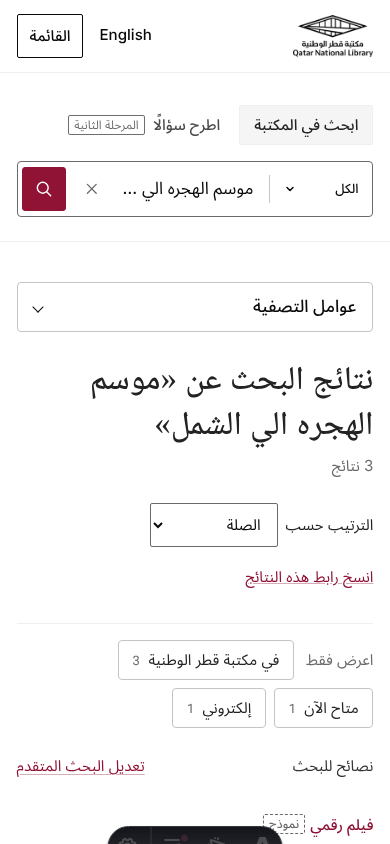 القائمة
English
مكتبة قطر الوطنية
Qatar National Library
ابحث في المكتبة
اطرح سؤالًا
المرحلة الثانية
الكل
موسم الهجره الي ...
عوامل التصفية
نتائج البحث عن «موسم
الهجره الي الشمل»
3 نتائج
الترتيب حسب
الصلة
انسخ رابط هذه النتائج
اعرض فقط
في مكتبة قطر الوطنية 3
متاح الآن 1
إلكتروني 1
نصائح للبحث
تعديل البحث المتقدم
فيلم رقمي
نموذج